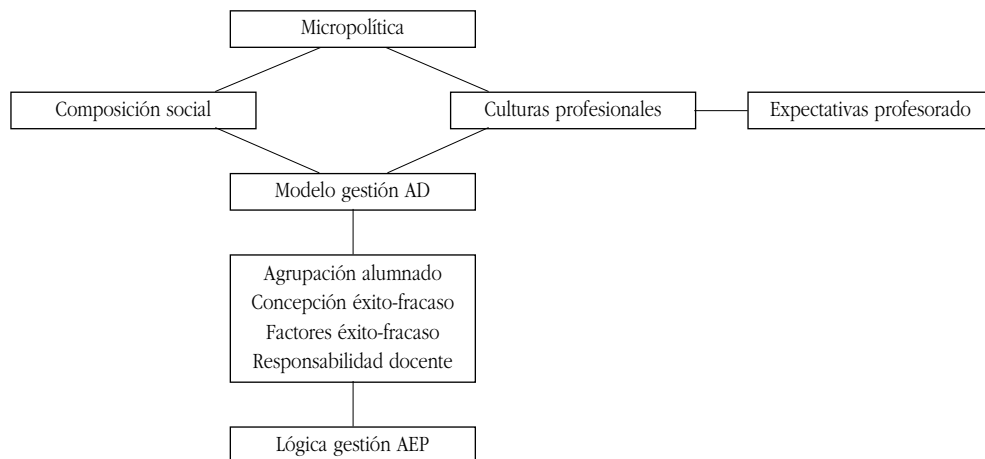 Micropolítica
Composición social
Culturas profesionales
Expectativas profesorado
Modelo gestión AD
Agrupación alumnado
Concepción éxito-fracaso
Factores éxito-fracaso
Responsabilidad docente
Lógica gestión AEP